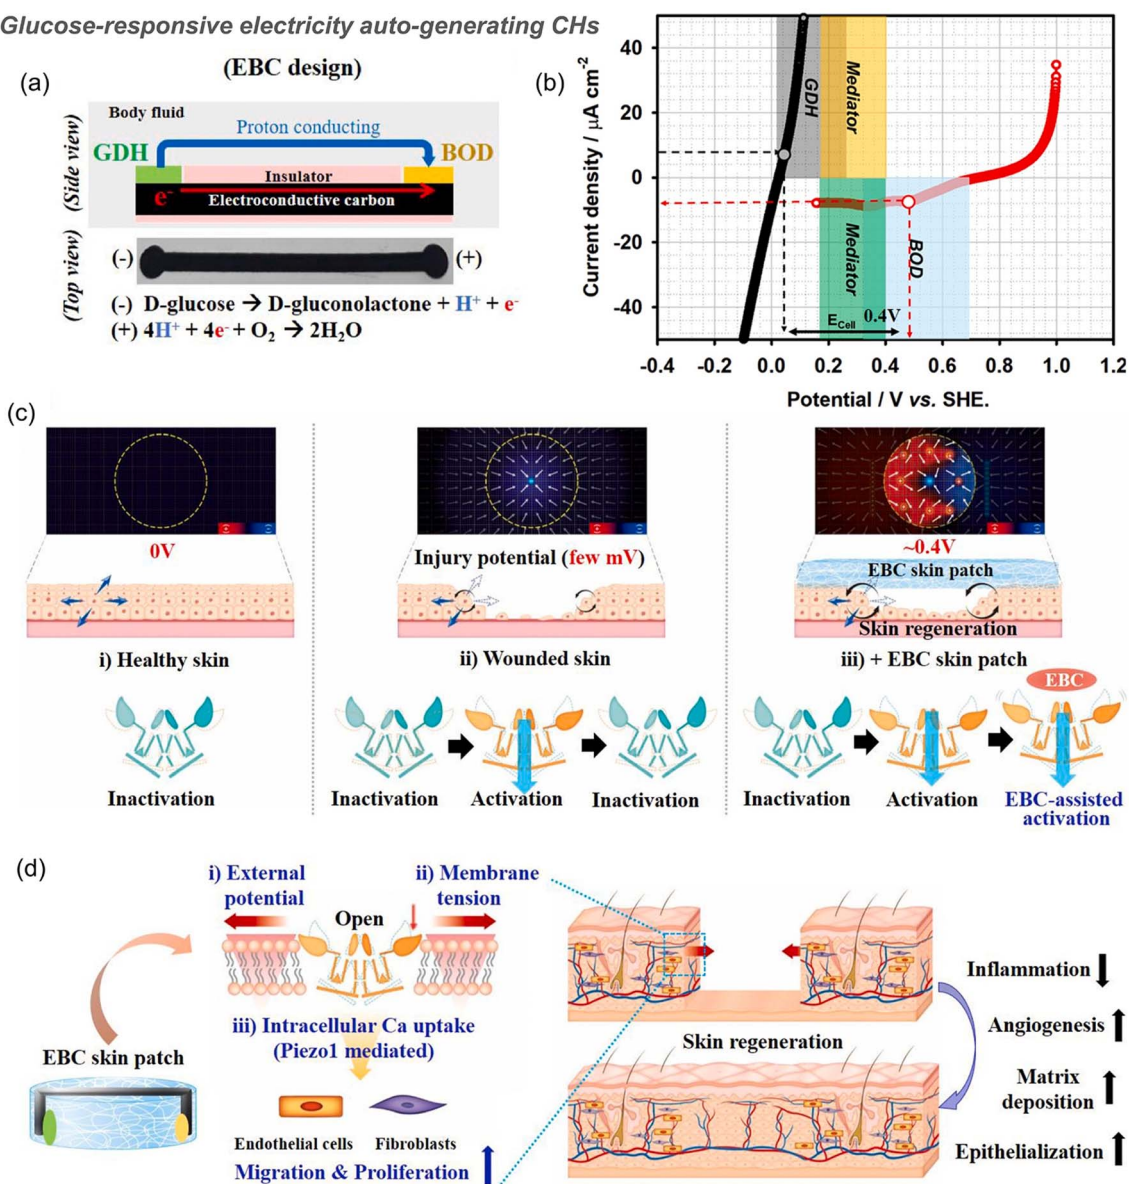 Glucose-responsive electricity auto-generating CHs
(a)
(EBC design)
(Side view)
Body fluid
Proton conducting
GDH
BOD
Insulator
e-
Electroconductive carbon
(Top view)
(-)
(+)
(-) D-glucose → D-gluconolactone + H+ + e-
(+) 4H+ + 4e- + O2 → 2H2O
(b)
Current density / μA cm-2
40
20
0
-20
-40
GDH
Mediator
Mediator
BOD
ECell 0.4V
-0.4 -0.2 0.0 0.2 0.4 0.6 0.8 1.0 1.2
Potential / V vs. SHE.
(c)
0V
i) Healthy skin
Inactivation
Injury potential (few mV)
ii) Wounded skin
Inactivation Activation Inactivation
~0.4V
EBC skin patch
Skin regeneration
iii) + EBC skin patch
EBC
Inactivation Activation EBC-assisted
activation
(d)
EBC skin patch
i) External
potential
ii) Membrane
tension
Open
iii) Intracellular Ca uptake
(Piezo1 mediated)
Endothelial cells Fibroblasts
Migration & Proliferation
Skin regeneration
Inflammation
Angiogenesis
Matrix
deposition
Epithelialization